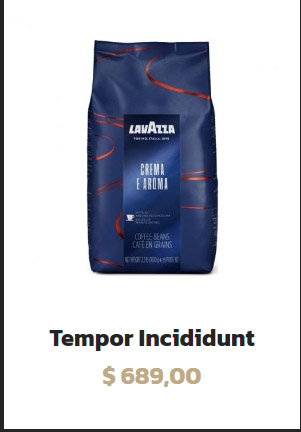 LAVAZZA
TORINO, ITALIA, 1895
CREMA
E AROMA
COFFEE BEANS
CAFÉ EN GRAINS
Tempor Incididunt
$ 689,00